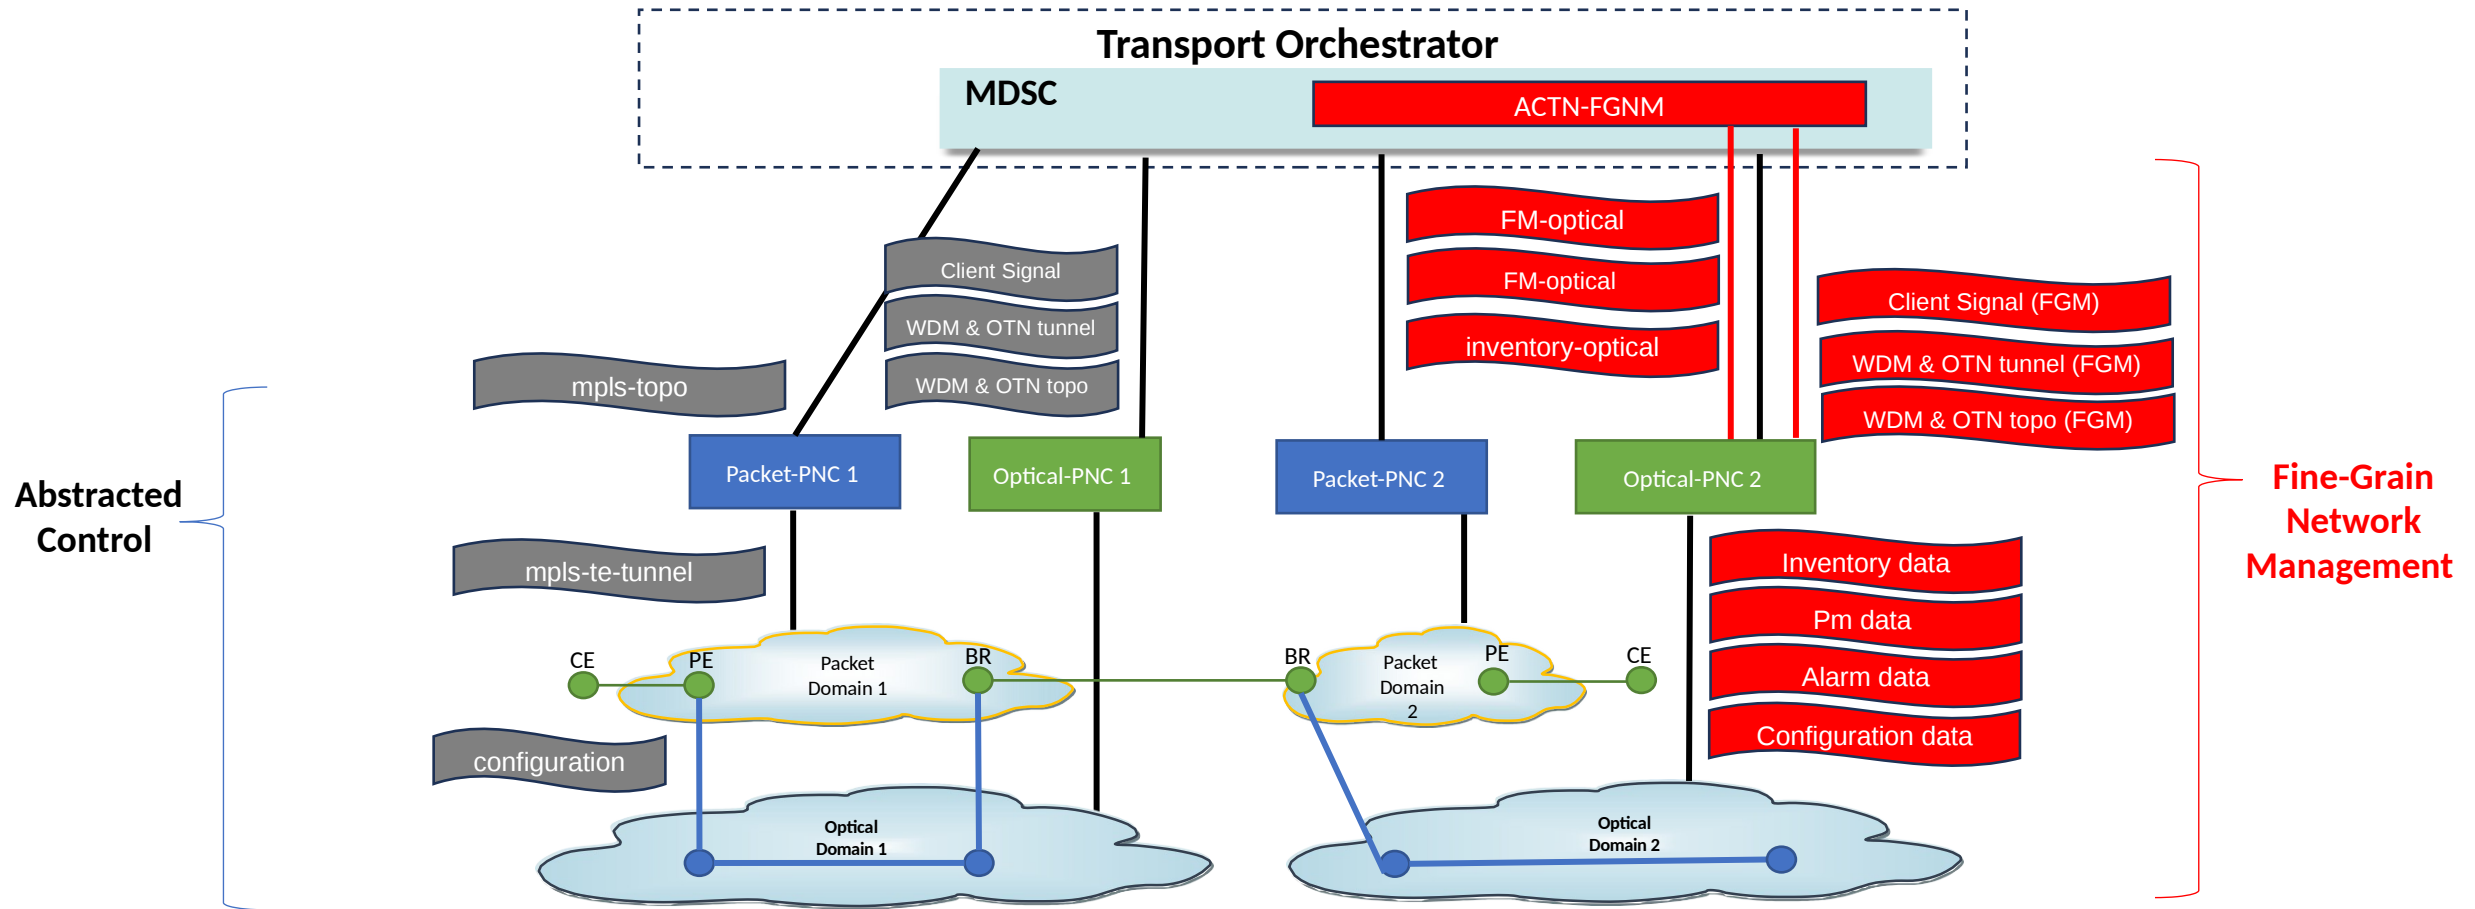 Transport Orchestrator
MDSC
ACTN-FGNM
FM-optical
FM-optical
inventory-optical
Client Signal
WDM & OTN tunnel
WDM & OTN topo
Client Signal (FGM)
WDM & OTN tunnel (FGM)
WDM & OTN topo (FGM)
mpls-topo
Packet-PNC 1
Optical-PNC 1
Packet-PNC 2
Optical-PNC 2
Abstracted
Control
Fine-Grain
Network
Management
mpls-te-tunnel
Inventory data
Pm data
Alarm data
Configuration data
CE
PE
Packet
Domain 1
BR
BR
Packet
Domain
2
PE
CE
configuration
Optical
Domain 1
Optical
Domain 2